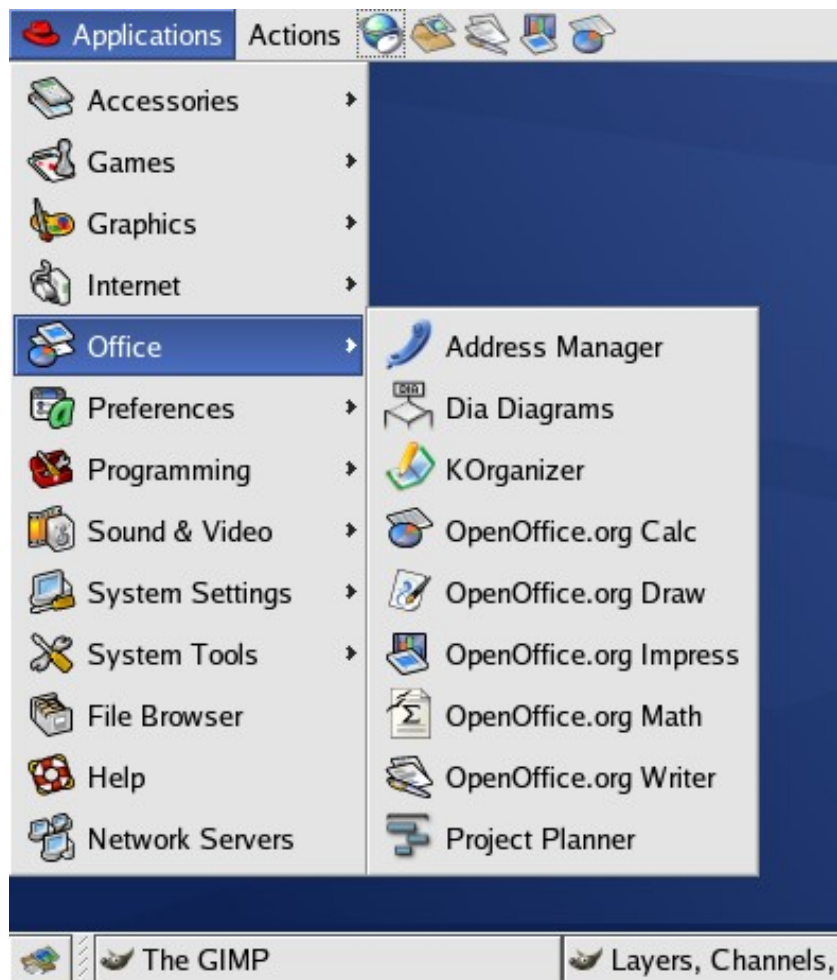 Applications Actions
Accessories
Games
Graphics
Internet
Office
Preferences
Programming
Sound & Video
System Settings
System Tools
File Browser
Help
Network Servers
Address Manager
DIA
Dia Diagrams
KOrganizer
OpenOffice.org Calc
OpenOffice.org Draw
OpenOffice.org Impress
Σ
OpenOffice.org Math
OpenOffice.org Writer
Project Planner
The GIMP
Layers, Channels,